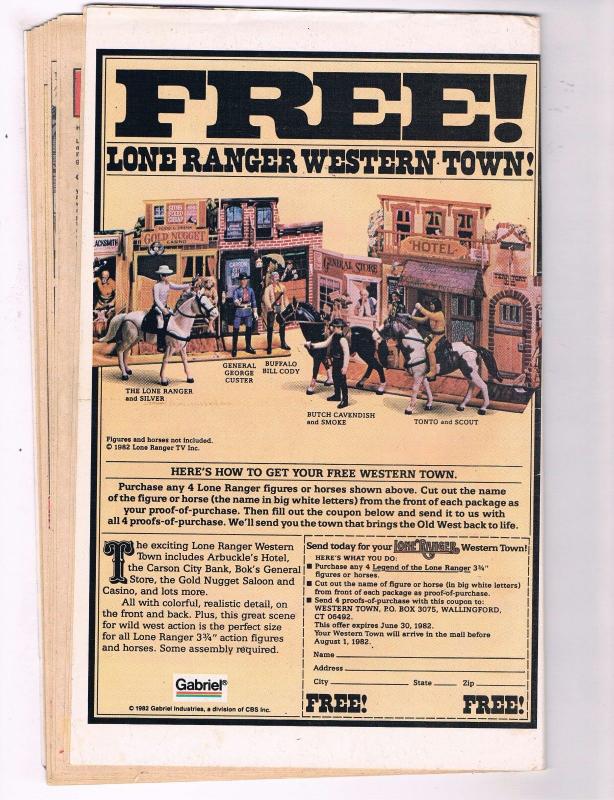 FREE!
LONE RANGER WESTERN TOWN!
GUNS
FIXED
CHEAP
FOOD & DRINK
GOLD NUGGET
CASINO
LACKSMITH
CARSON
GENERAL STORE
HOTEL
TERRITORY
THE LONE RANGER
and SILVER
GENERAL
GEORGE
CUSTER
BUFFALO
BILL CODY
BUTCH CAVENDISH
and SMOKE
TONTO and SCOUT
Figures and horses not included.
© 1982 Lone Ranger TV Inc.
HERE'S HOW TO GET YOUR FREE WESTERN TOWN.
Purchase any 4 Lone Ranger figures or horses shown above. Cut out the name
of the figure or horse (the name in big white letters) from the front of each package as
your proof-of-purchase. Then fill out the coupon below and send it to us with
all 4 proofs-of-purchase. We'll send you the town that brings the Old West back to life.
The exciting Lone Ranger Western
Town includes Arbuckle's Hotel,
the Carson City Bank, Bok's General
Store, the Gold Nugget Saloon and
Casino, and lots more.
All with colorful, realistic detail, on
the front and back. Plus, this great scene
for wild west action is the perfect size
for all Lone Ranger 3¾" action figures
and horses. Some assembly required.
Gabriel®
© 1982 Gabriel Industries, a division of CBS Inc.
Send today for your LONE RANGER Western Town!
HERE'S WHAT YOU DO:
■ Purchase any 4 Legend of the Lone Ranger 3¾"
figures or horses.
■ Cut out name of figure or horse (in big white letters)
from front of each package as proof-of-purchase.
■ Send 4 proofs-of-purchase with this coupon to:
WESTERN TOWN, P.O. BOX 3075, WALLINGFORD,
CT 06492.
This offer expires June 30, 1982.
Your Western Town will arrive in the mail before
August 1, 1982.
Name
Address
City State Zip
FREE! FREE!